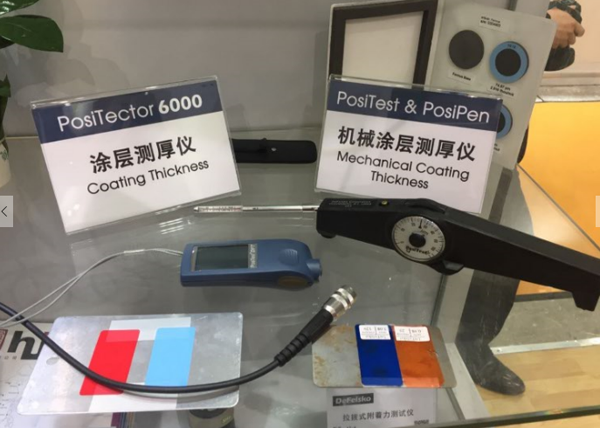 PosiTector 6000
涂层测厚仪
Coating Thickness
PosiTest & PosiPen
机械涂层测厚仪
Mechanical Coating
Thickness
DeFelsko
拉拔式附着力测试仪